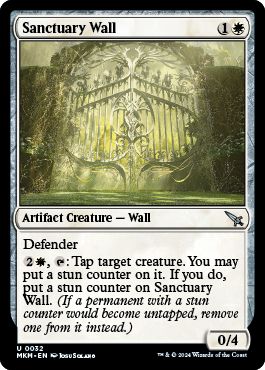 Sanctuary Wall 1
Artifact Creature — Wall
Defender
2, : Tap target creature. You may
put a stun counter on it. If you do,
put a stun counter on Sanctuary
Wall. (If a permanent with a stun
counter would become untapped, remove
one from it instead.)
0/4
U 0032
MKM • EN Josu Solano
™ & © 2024 Wizards of the Coast